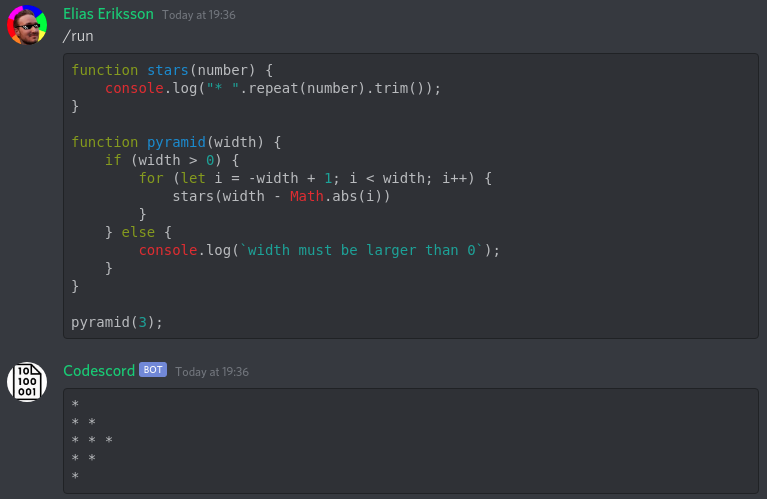 Elias Eriksson Today at 19:36
/run
function stars(number) {
    console.log("* ".repeat(number).trim());
}

function pyramid(width) {
    if (width > 0) {
        for (let i = -width + 1; i < width; i++) {
            stars(width - Math.abs(i))
        }
    } else {
        console.log(`width must be larger than 0`);
    }
}

pyramid(3);
10
100
001
Codescord BOT Today at 19:36
*
* *
* * *
* *
*